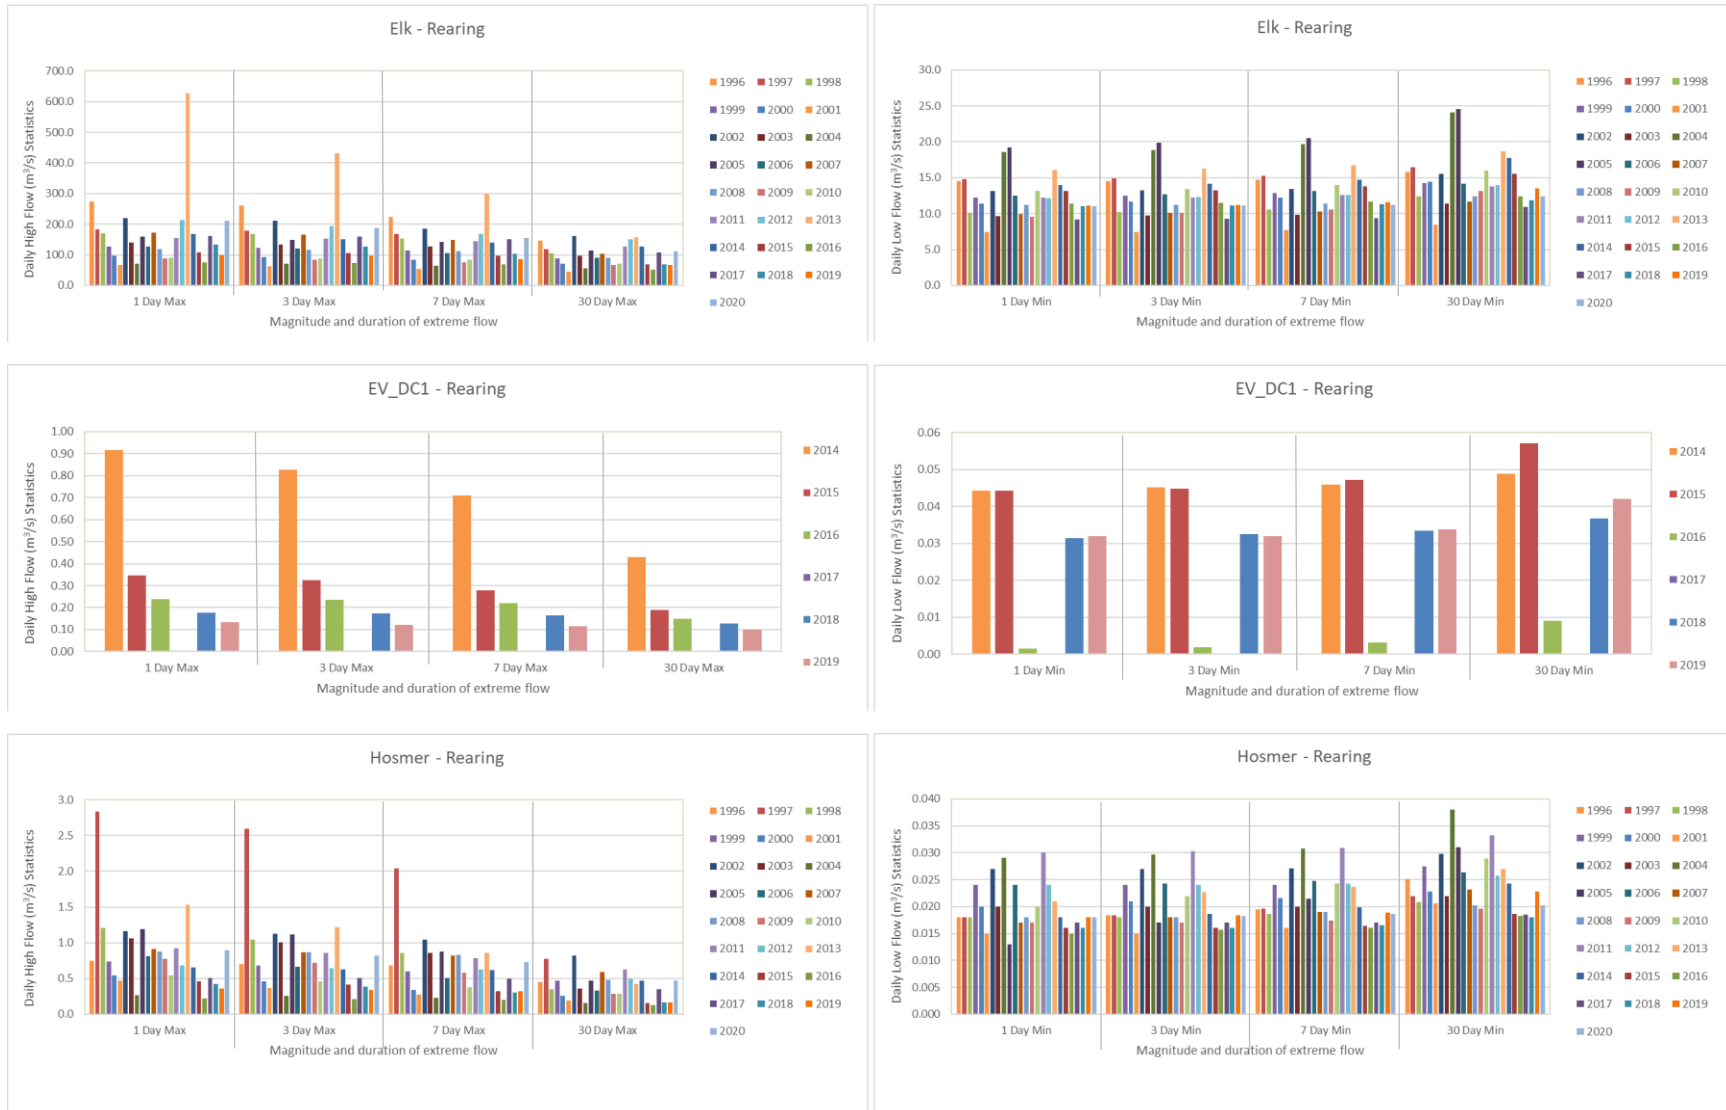 Elk - Rearing
Daily High Flow (m³/s) Statistics
700.0
600.0
500.0
400.0
300.0
200.0
100.0
0.0
1 Day Max
3 Day Max
7 Day Max
30 Day Max
Magnitude and duration of extreme flow
1996 1997 1998
1999 2000 2001
2002 2003 2004
2005 2006 2007
2008 2009 2010
2011 2012 2013
2014 2015 2016
2017 2018 2019
2020
Elk - Rearing
Daily Low Flow (m³/s) Statistics
30.0
25.0
20.0
15.0
10.0
5.0
0.0
1 Day Min
3 Day Min
7 Day Min
30 Day Min
Magnitude and duration of extreme flow
1996 1997 1998
1999 2000 2001
2002 2003 2004
2005 2006 2007
2008 2009 2010
2011 2012 2013
2014 2015 2016
2017 2018 2019
2020
EV_DC1 - Rearing
Daily High Flow (m³/s) Statistics
1.00
0.90
0.80
0.70
0.60
0.50
0.40
0.30
0.20
0.10
0.00
1 Day Max
3 Day Max
7 Day Max
30 Day Max
Magnitude and duration of extreme flow
2014
2015
2016
2017
2018
2019
EV_DC1 - Rearing
Daily Low Flow (m³/s) Statistics
0.06
0.05
0.04
0.03
0.02
0.01
0.00
1 Day Min
3 Day Min
7 Day Min
30 Day Min
Magnitude and duration of extreme flow
2014
2015
2016
2017
2018
2019
Hosmer - Rearing
Daily High Flow (m³/s) Statistics
3.0
2.5
2.0
1.5
1.0
0.5
0.0
1 Day Max
3 Day Max
7 Day Max
30 Day Max
Magnitude and duration of extreme flow
1996 1997 1998
1999 2000 2001
2002 2003 2004
2005 2006 2007
2008 2009 2010
2011 2012 2013
2014 2015 2016
2017 2018 2019
2020
Hosmer - Rearing
Daily Low Flow (m³/s) Statistics
0.040
0.035
0.030
0.025
0.020
0.015
0.010
0.005
0.000
1 Day Min
3 Day Min
7 Day Min
30 Day Min
Magnitude and duration of extreme flow
1996 1997 1998
1999 2000 2001
2002 2003 2004
2005 2006 2007
2008 2009 2010
2011 2012 2013
2014 2015 2016
2017 2018 2019
2020